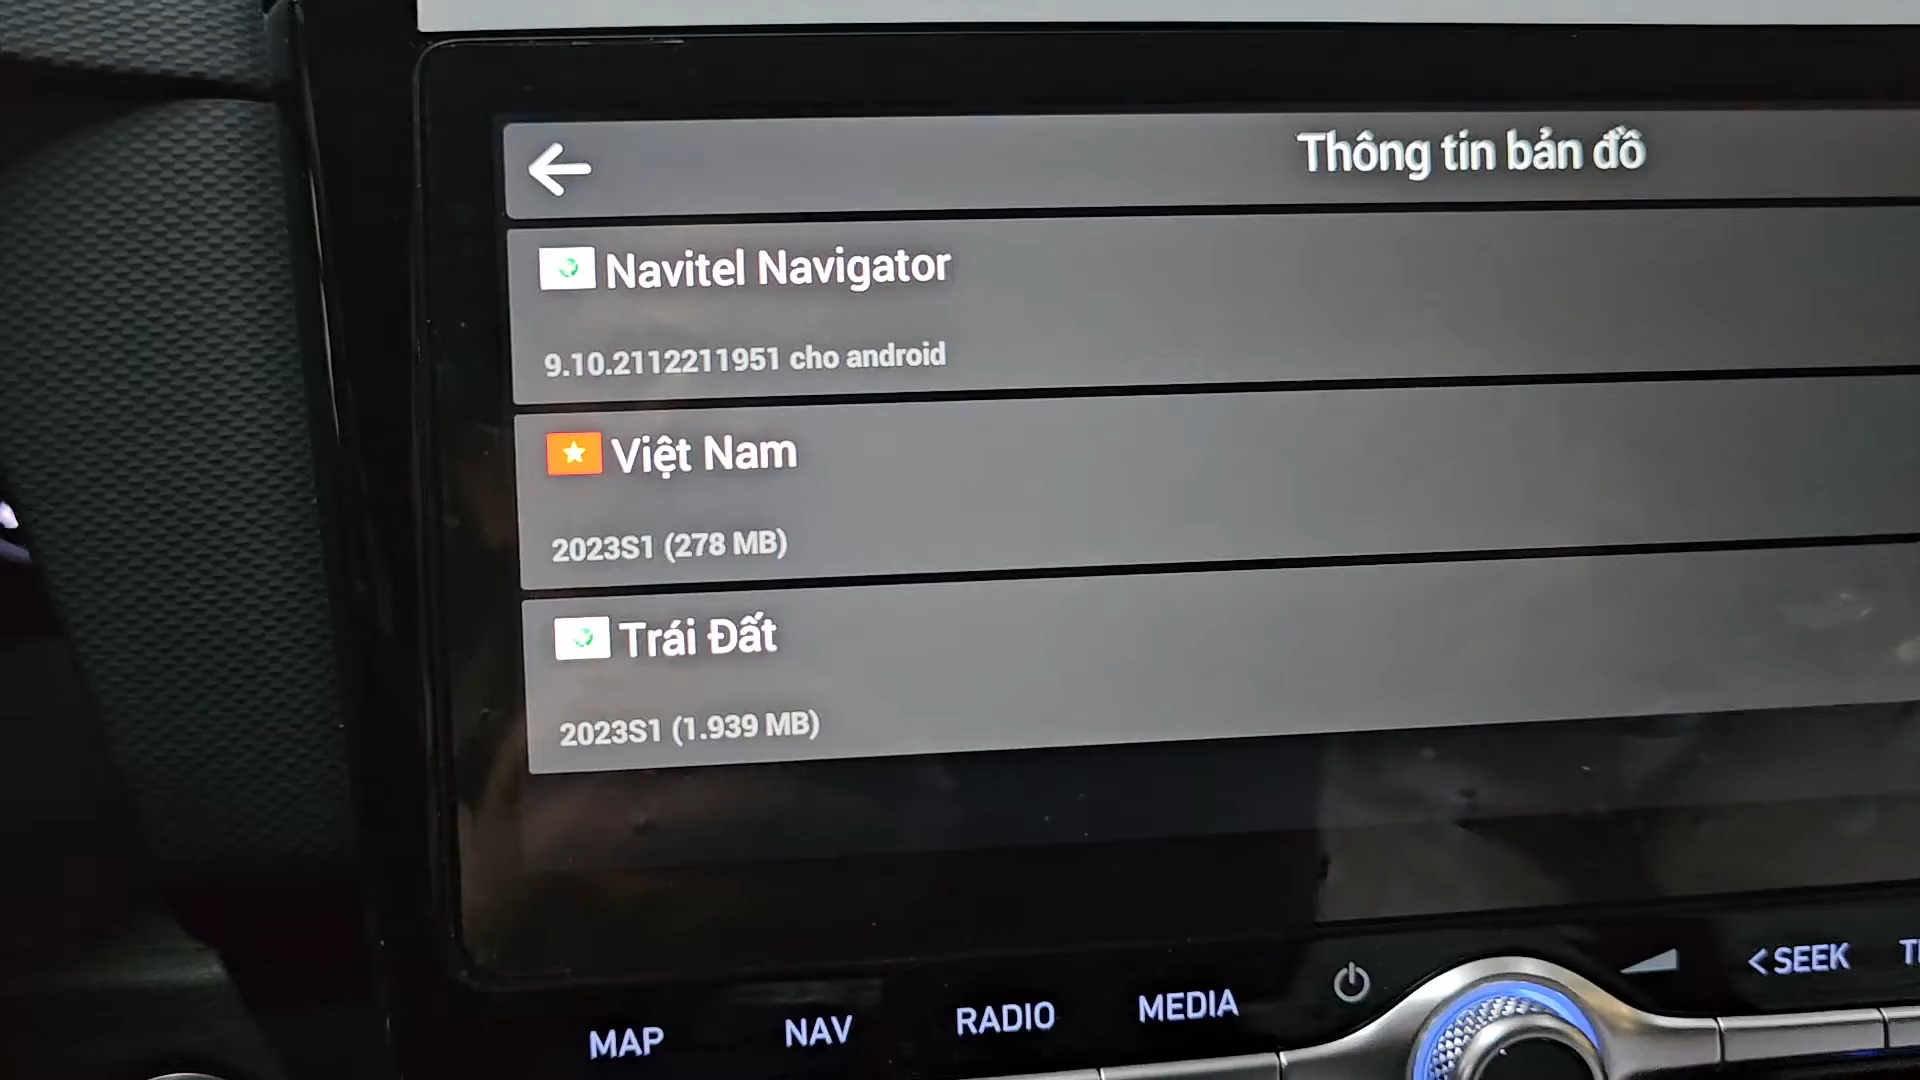 Thông tin bản đồ
Navitel Navigator
9.10.2112211951 cho android
Việt Nam
2023S1 (278 MB)
Trái Đất
2023S1 (1.939 MB)
MAP NAV RADIO MEDIA < SEEK